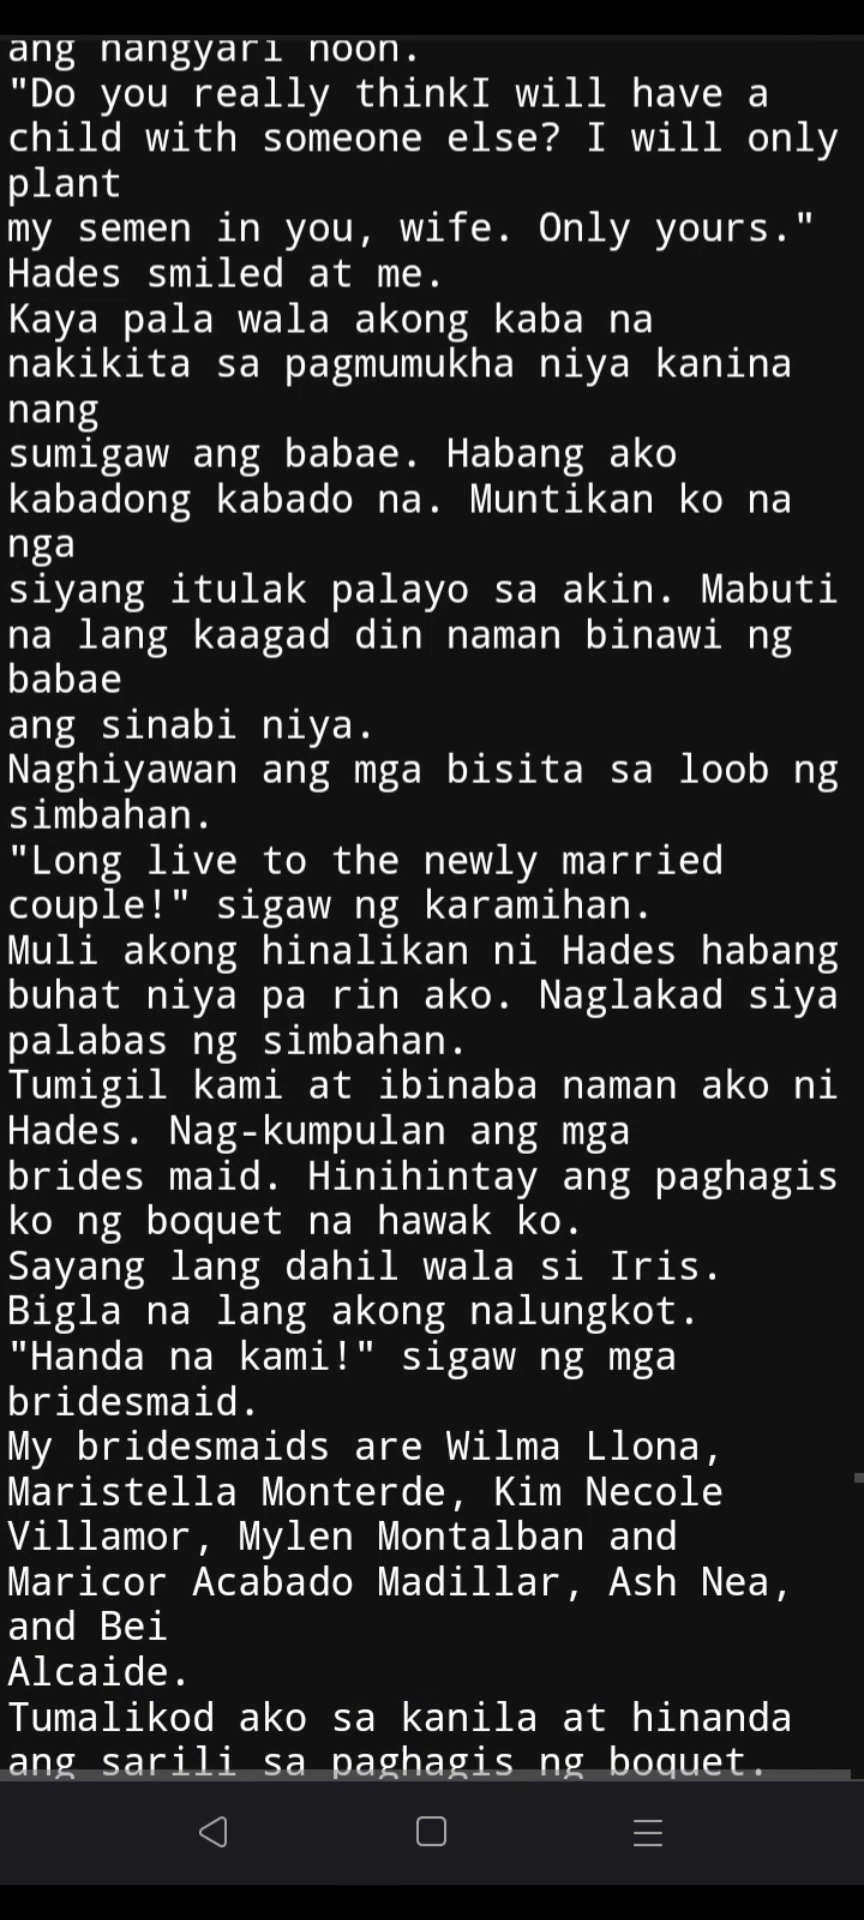 ang nangyari noon.
"Do you really thinkI will have a
child with someone else? I will only
plant
my semen in you, wife. Only yours."
Hades smiled at me.
Kaya pala wala akong kaba na
nakikita sa pagmumukha niya kanina
nang
sumigaw ang babae. Habang ako
kabadong kabado na. Muntikan ko na
nga
siyang itulak palayo sa akin. Mabuti
na lang kaagad din naman binawi ng
babae
ang sinabi niya.
Naghiyawan ang mga bisita sa loob ng
simbahan.
"Long live to the newly married
couple!" sigaw ng karamihan.
Muli akong hinalikan ni Hades habang
buhat niya pa rin ako. Naglakad siya
palabas ng simbahan.
Tumigil kami at ibinaba naman ako ni
Hades. Nag-kumpulan ang mga
brides maid. Hinihintay ang paghagis
ko ng boquet na hawak ko.
Sayang lang dahil wala si Iris.
Bigla na lang akong nalungkot.
"Handa na kami!" sigaw ng mga
bridesmaid.
My bridesmaids are Wilma Llona,
Maristella Monterde, Kim Necole
Villamor, Mylen Montalban and
Maricor Acabado Madillar, Ash Nea,
and Bei
Alcaide.
Tumalikod ako sa kanila at hinanda
ang sarili sa paghagis ng boquet.